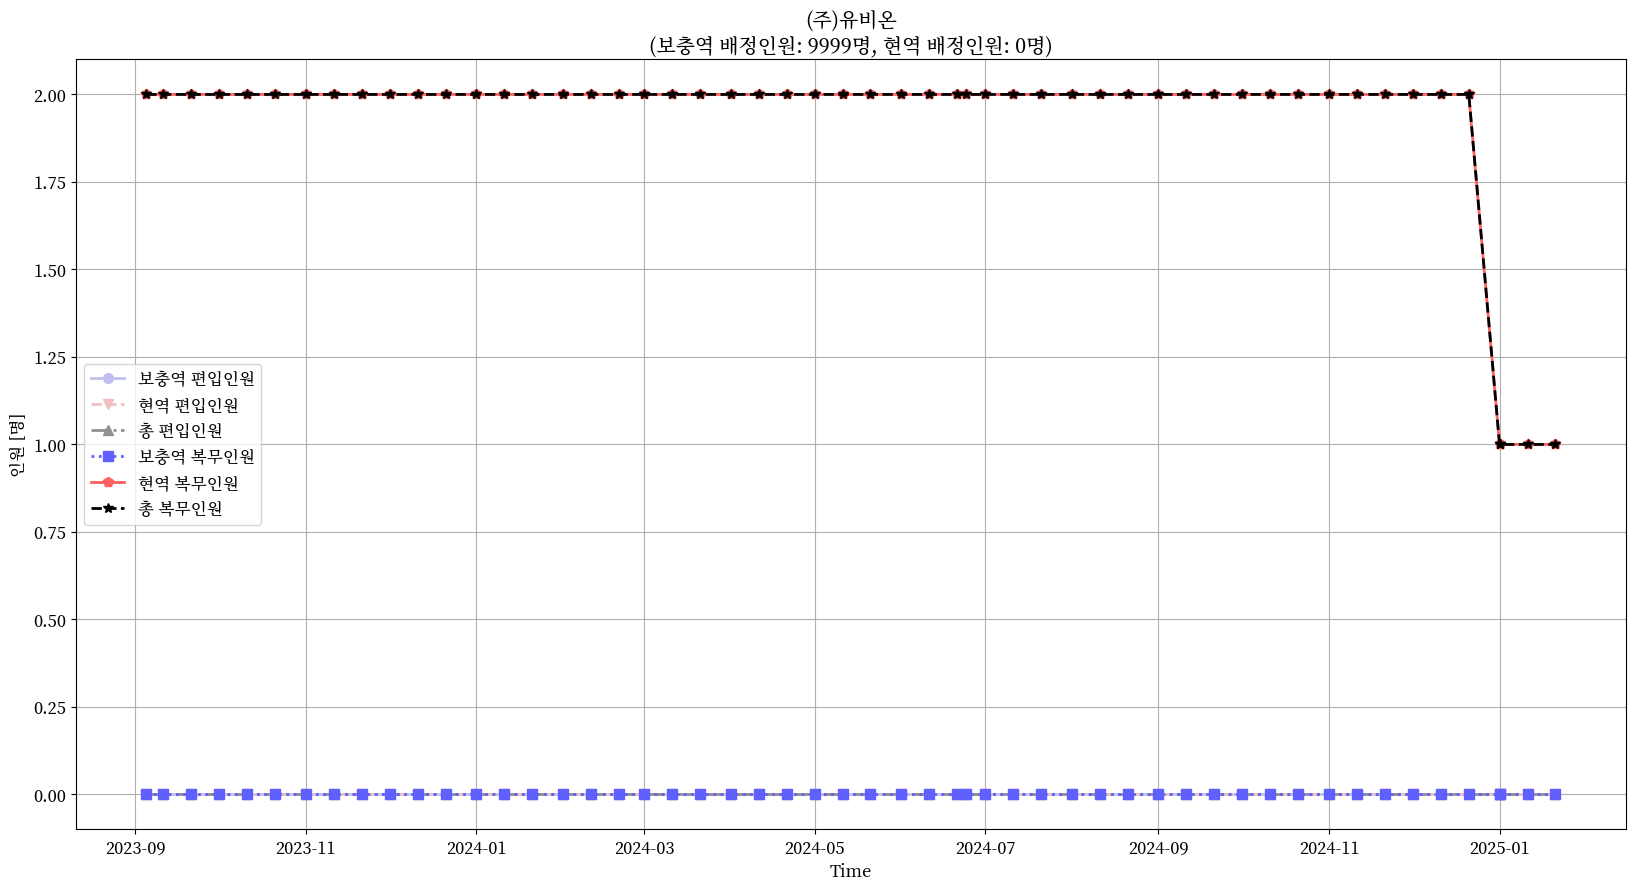 (주)유비온
(보충역 배정인원: 9999명, 현역 배정인원: 0명)
2.00
1.75
1.50
1.25
1.00
0.75
0.50
0.25
0.00
인원 [명]
보충역 편입인원
현역 편입인원
총 편입인원
보충역 복무인원
현역 복무인원
총 복무인원
2023-09
2023-11
2024-01
2024-03
2024-05
2024-07
2024-09
2024-11
2025-01
Time